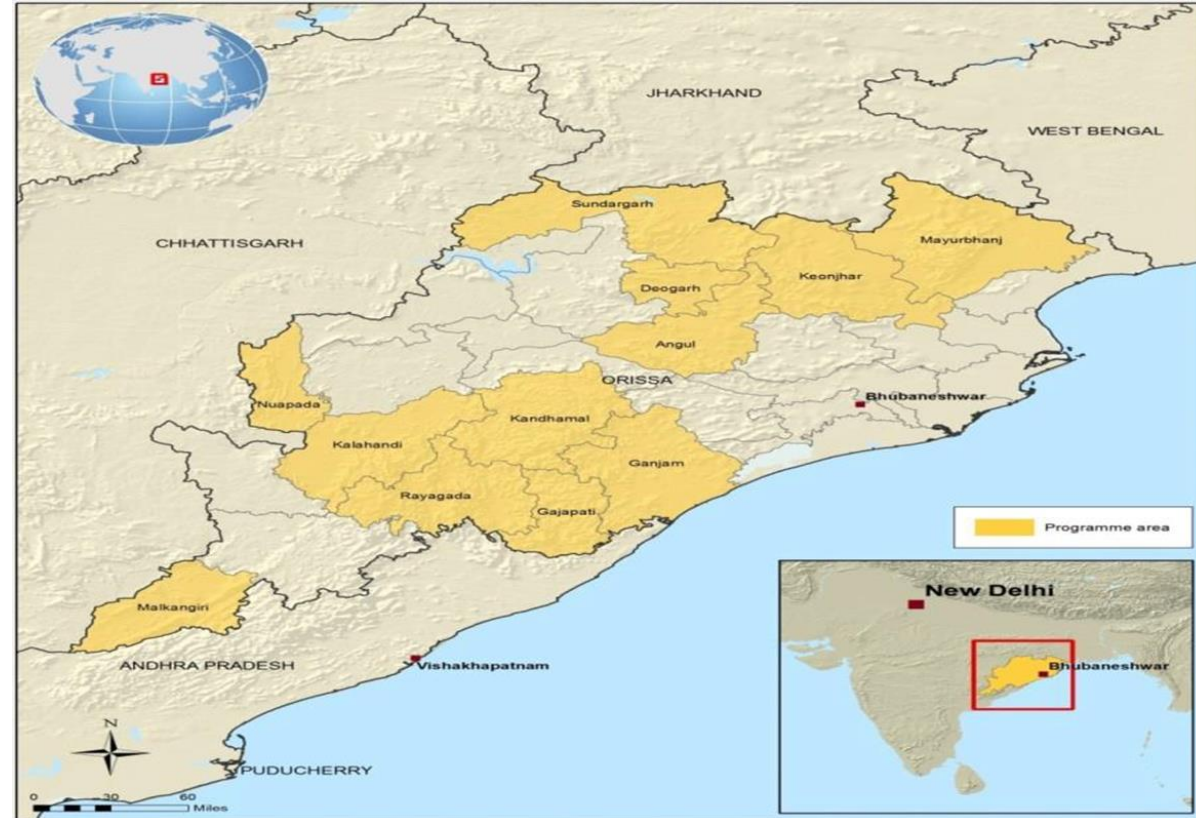 JHARKHAND
WEST BENGAL
CHHATTISGARH
Sundargarh
Mayurbhanj
Keonjhar
Deogarh
Angul
ORISSA
Bhubaneshwar
Nuapada
Kandhamal
Kalahandi
Ganjam
Rayagada
Gajapati
Programme area
Malkangiri
ANDHRA PRADESH
Vishakhapatnam
New Delhi
Bhubaneshwar
N
PUDUCHERRY
0 30 60
Miles